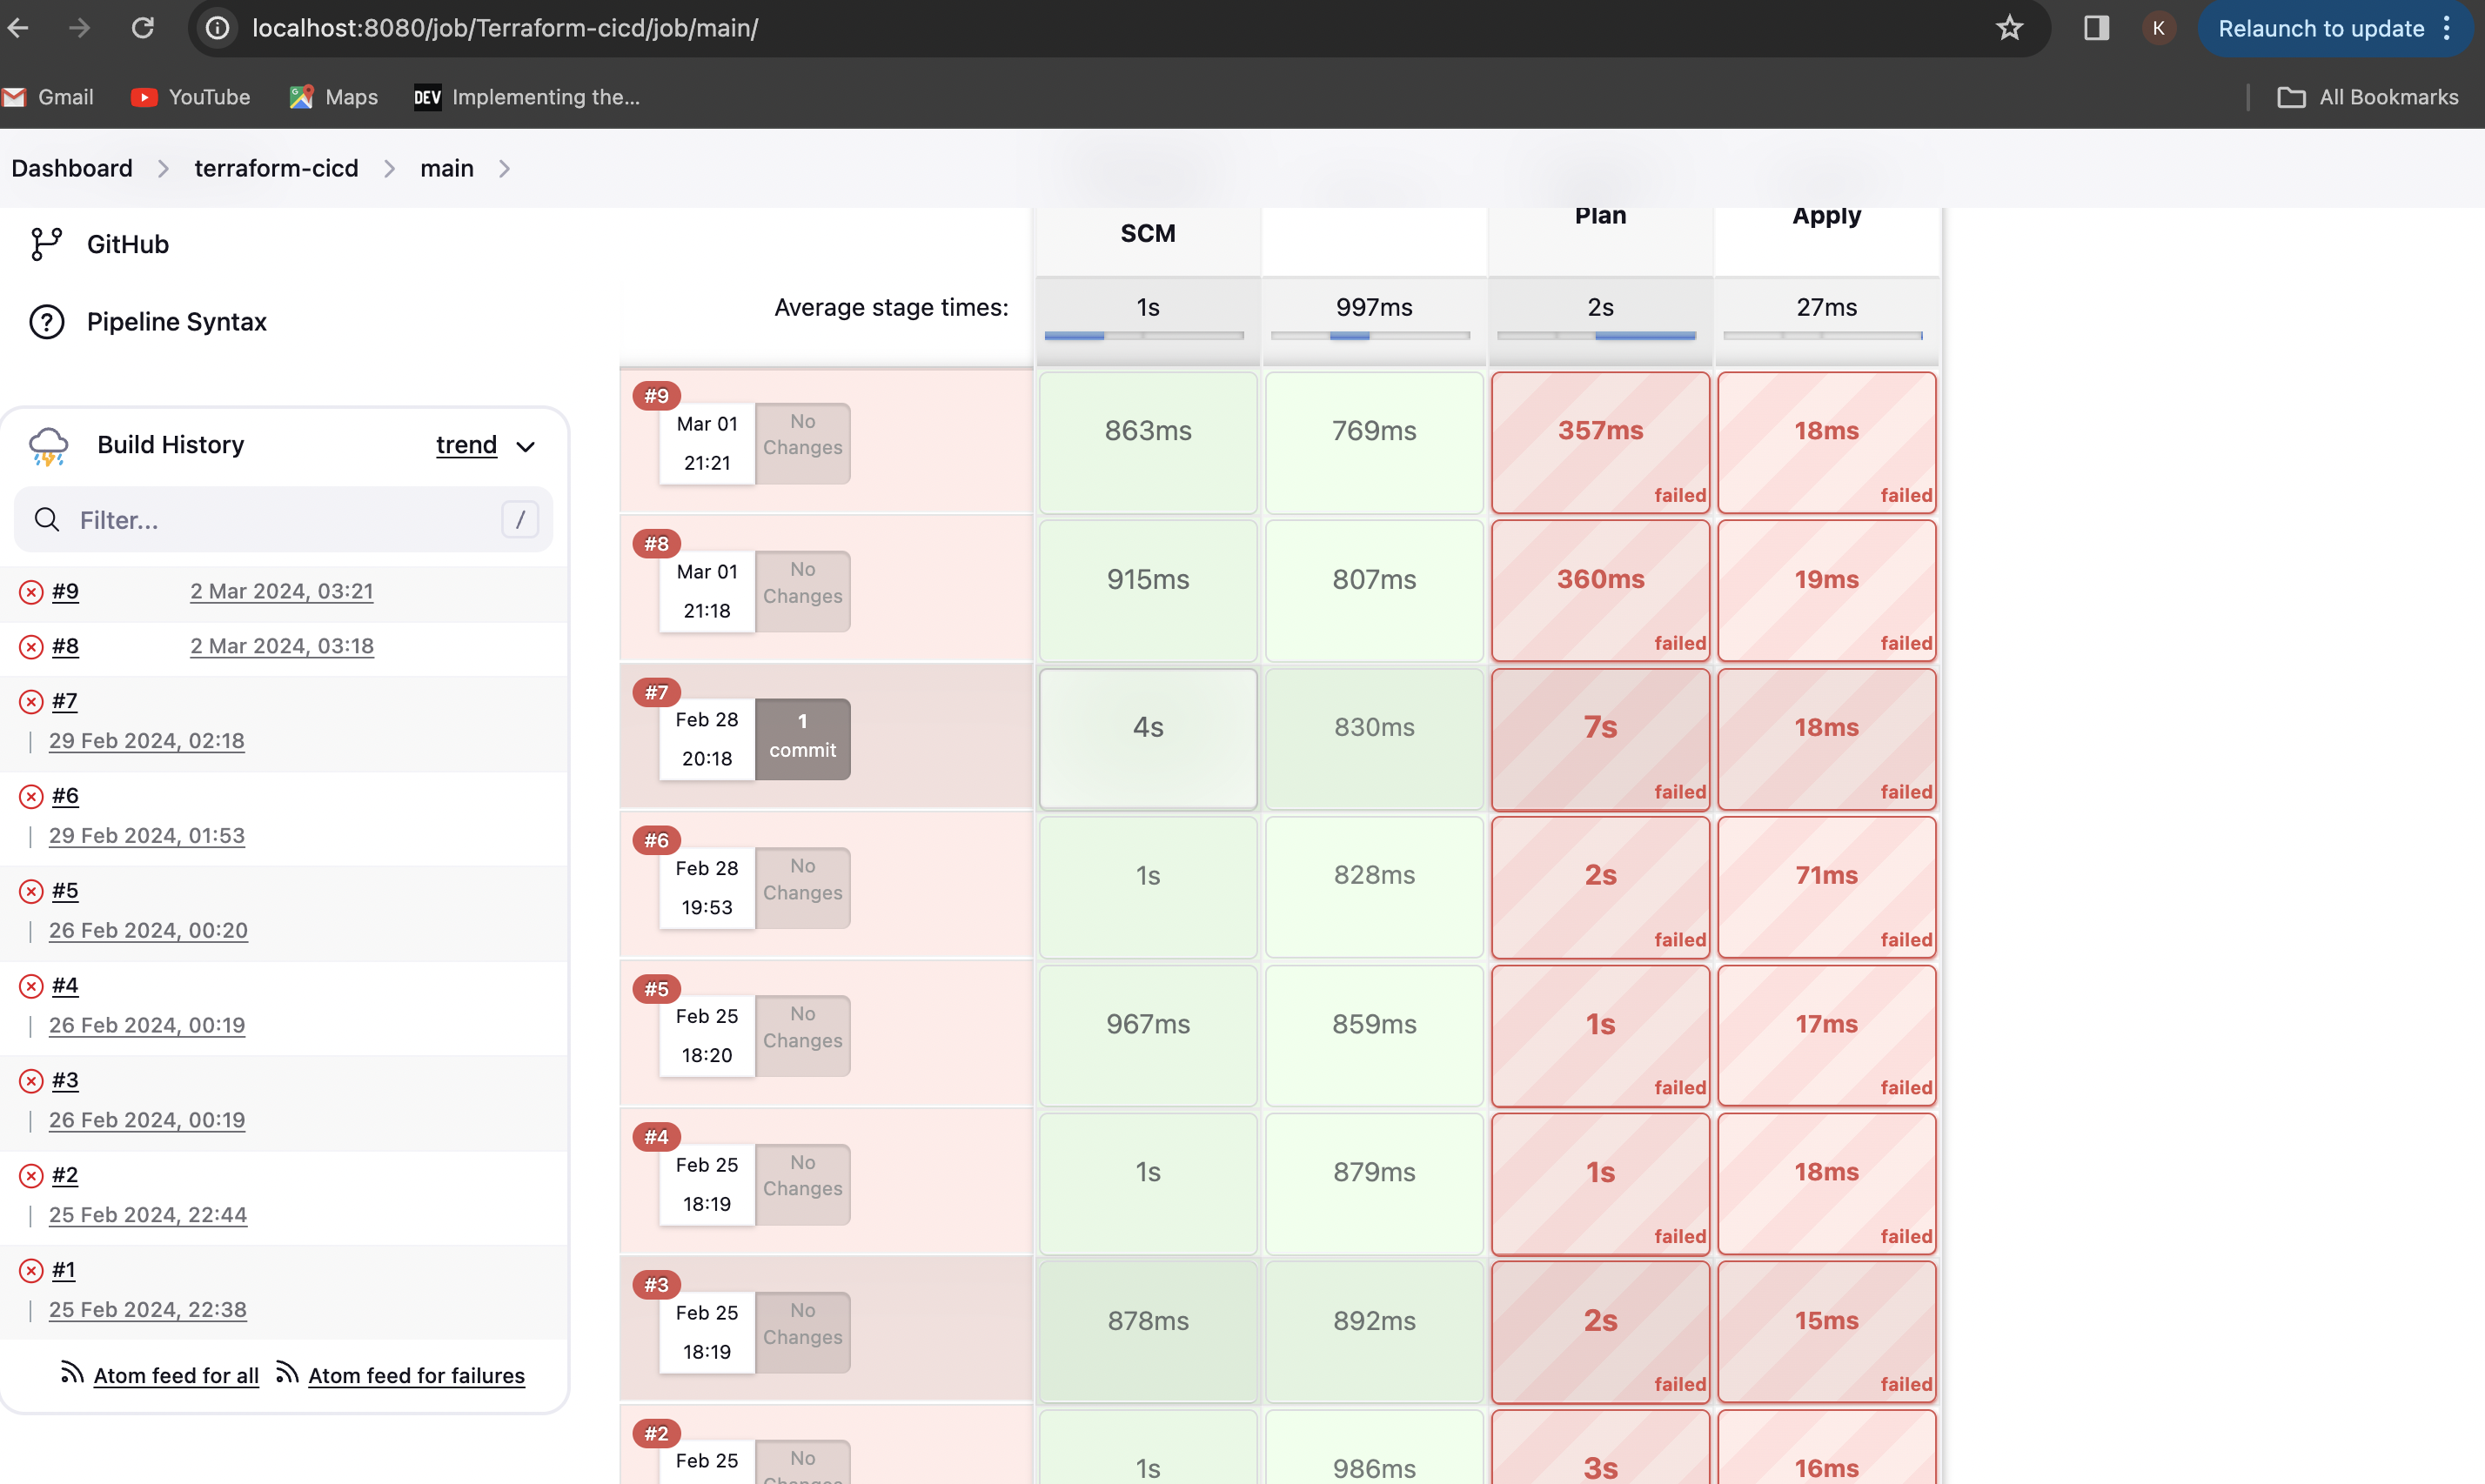 localhost:8080/job/Terraform-cicd/job/main/
K
Relaunch to update
Gmail
YouTube
Maps
DEV Implementing the...
All Bookmarks
Dashboard
terraform-cicd
main
GitHub
Pipeline Syntax
Build History
trend
Filter...
/
#9
2 Mar 2024, 03:21
#8
2 Mar 2024, 03:18
#7
29 Feb 2024, 02:18
#6
29 Feb 2024, 01:53
#5
26 Feb 2024, 00:20
#4
26 Feb 2024, 00:19
#3
26 Feb 2024, 00:19
#2
25 Feb 2024, 22:44
#1
25 Feb 2024, 22:38
Atom feed for all
Atom feed for failures
SCM
Plan
Apply
Average stage times:
1s
997ms
2s
27ms
#9
Mar 01
21:21
No
Changes
863ms
769ms
357ms
failed
18ms
failed
#8
Mar 01
21:18
No
Changes
915ms
807ms
360ms
failed
19ms
failed
#7
Feb 28
20:18
1
commit
4s
830ms
7s
failed
18ms
failed
#6
Feb 28
19:53
No
Changes
1s
828ms
2s
failed
71ms
failed
#5
Feb 25
18:20
No
Changes
967ms
859ms
1s
failed
17ms
failed
#4
Feb 25
18:19
No
Changes
1s
879ms
1s
failed
18ms
failed
#3
Feb 25
18:19
No
Changes
878ms
892ms
2s
failed
15ms
failed
#2
Feb 25
No
Changes
1s
986ms
3s
16ms